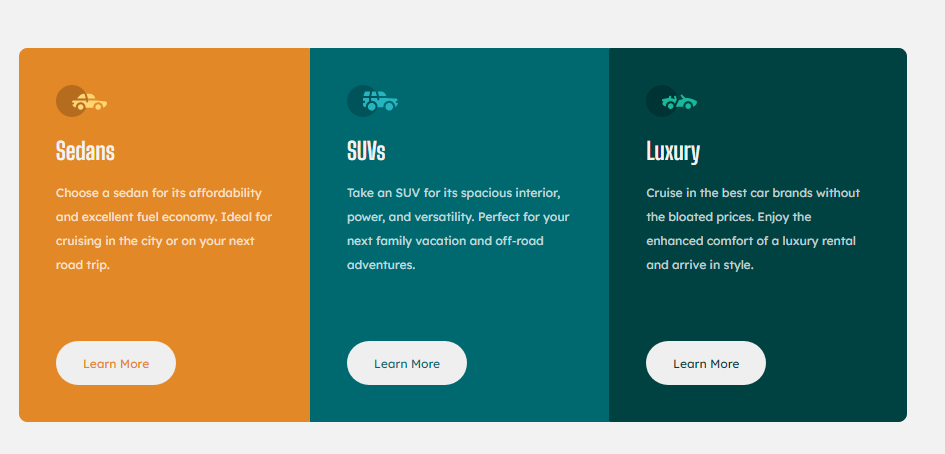 Sedans
Choose a sedan for its affordability
and excellent fuel economy. Ideal for
cruising in the city or on your next
road trip.
Learn More
SUVs
Take an SUV for its spacious interior,
power, and versatility. Perfect for your
next family vacation and off-road
adventures.
Learn More
Luxury
Cruise in the best car brands without
the bloated prices. Enjoy the
enhanced comfort of a luxury rental
and arrive in style.
Learn More